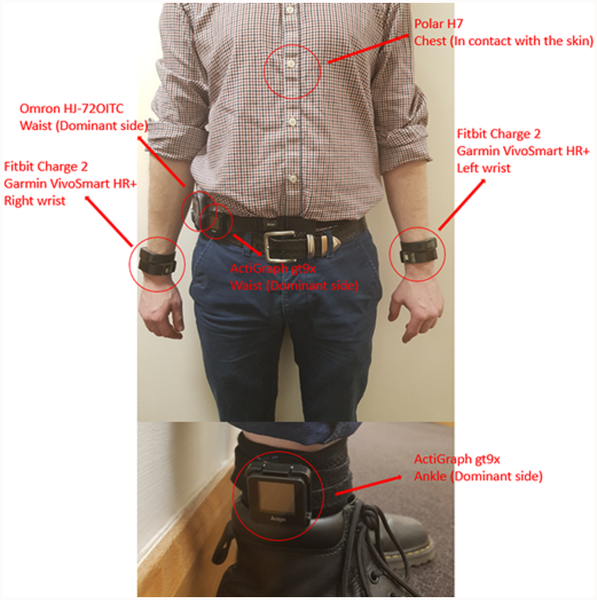 Polar H7
Chest (In contact with the skin)
Omron HJ-72OITC
Waist (Dominant side)
Fitbit Charge 2
Garmin VivoSmart HR+
Right wrist
Fitbit Charge 2
Garmin VivoSmart HR+
Left wrist
ActiGraph gt9x
Waist (Dominant side)
ActiGraph gt9x
Ankle (Dominant side)